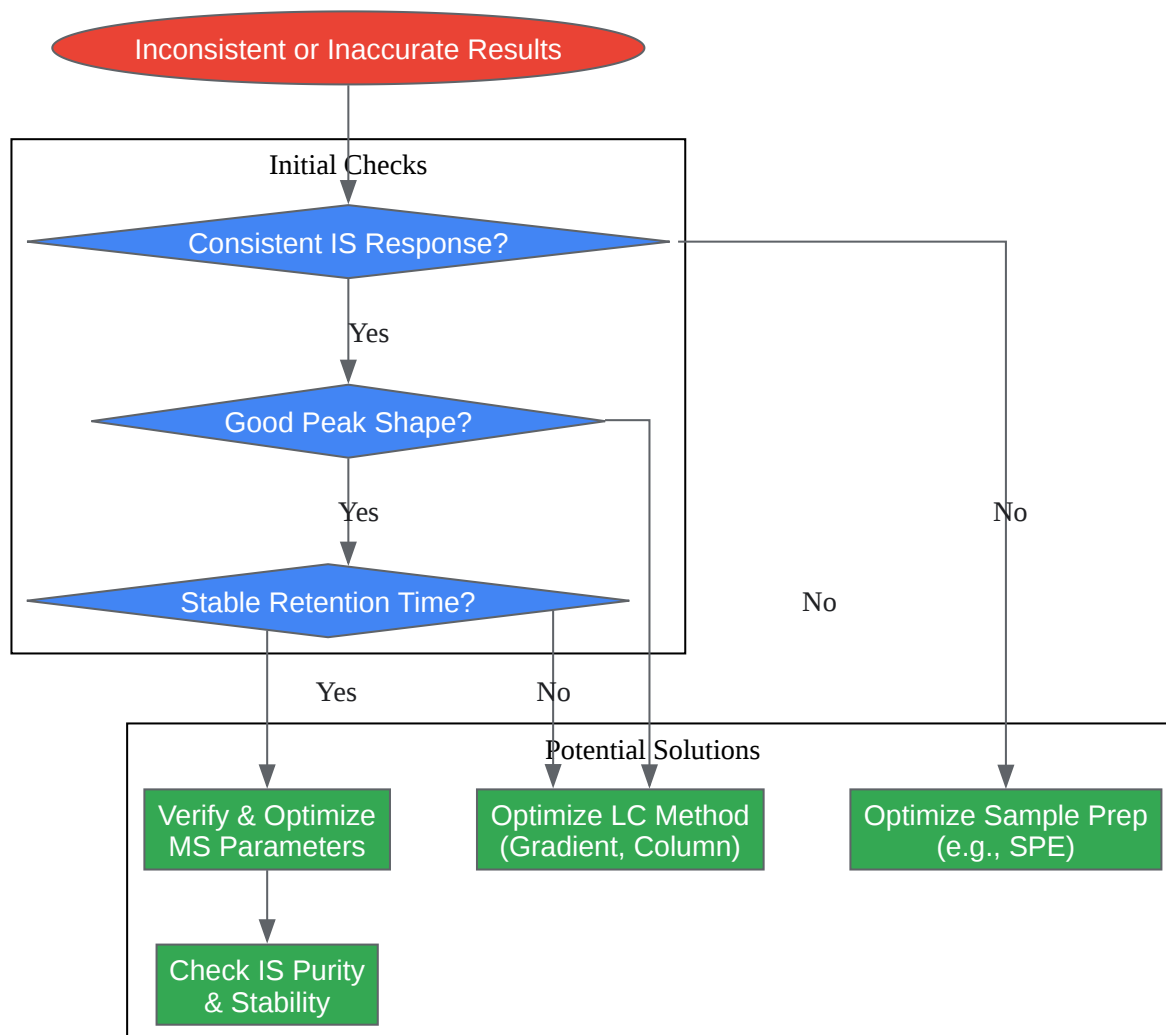 Inconsistent or Inaccurate Results
Initial Checks
Consistent IS Response?
Yes
Good Peak Shape?
Yes
No
Stable Retention Time?
No
Yes
No
Potential Solutions
Verify & Optimize
MS Parameters
Optimize LC Method
(Gradient, Column)
Optimize Sample Prep
(e.g., SPE)
Check IS Purity
& Stability